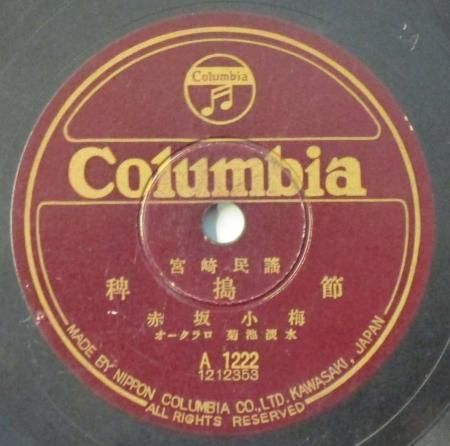 Columbia
Columbia
宮崎民謡
稗搗節
赤坂小梅
オークラロ 菊池淡水
A 1222
1212353
MADE BY NIPPON COLUMBIA CO., LTD. KAWASAKI, JAPAN
ALL RIGHTS RESERVED